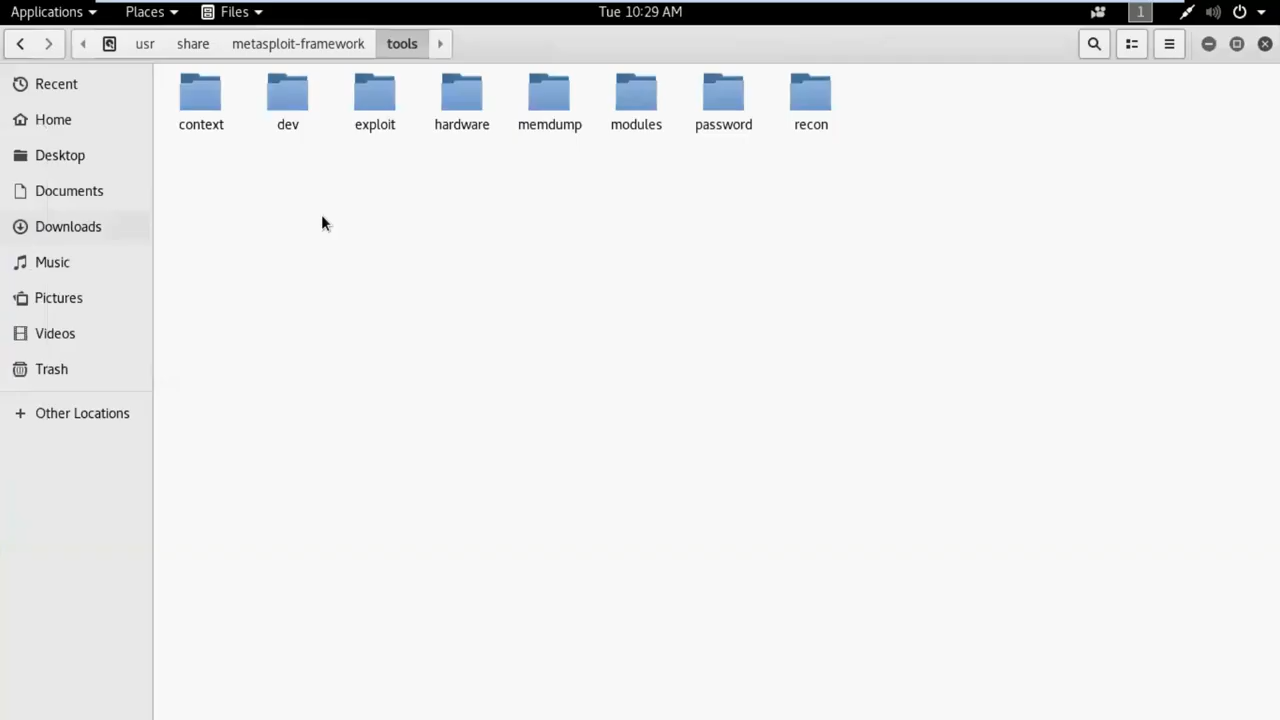 Applications Places Files Tue 10:29 AM 1
usr share metasploit-framework tools
Recent
Home
Desktop
Documents
Downloads
Music
Pictures
Videos
Trash
Other Locations
context dev exploit hardware memdump modules password recon